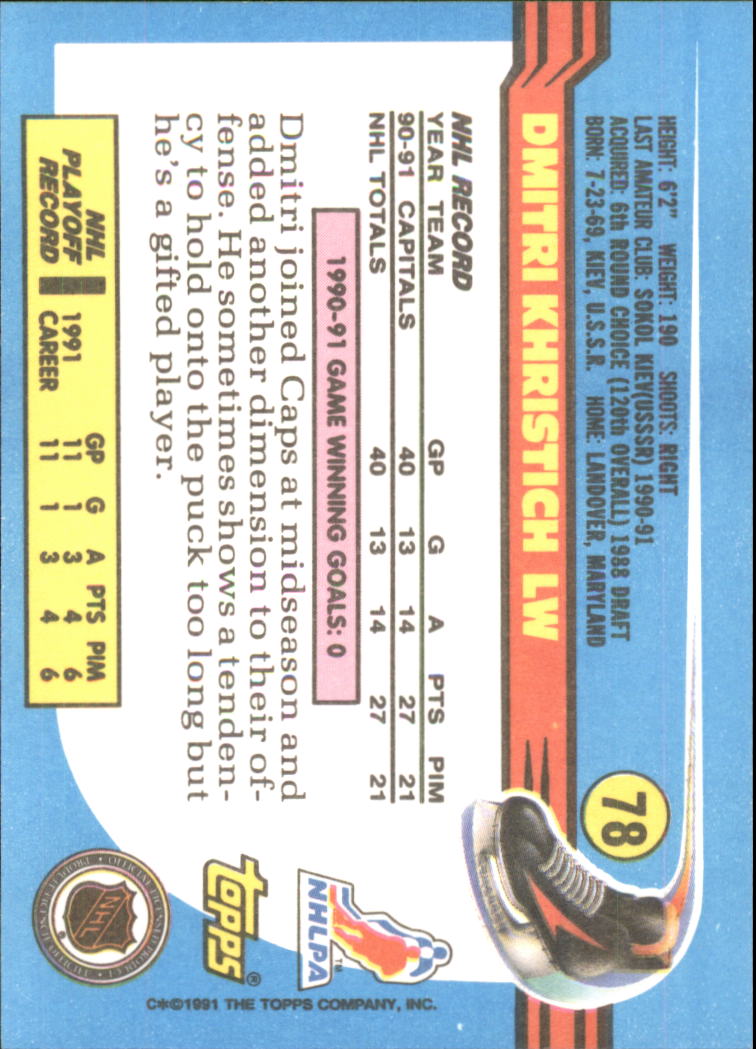 78
HEIGHT: 6'2" WEIGHT: 190 SHOOTS: RIGHT
LAST AMATEUR CLUB: SOKOL KIEV(USSSR) 1990-91
ACQUIRED: 6th ROUND CHOICE (120th OVERALL) 1988 DRAFT
BORN: 7-23-69, KIEV, U.S.S.R. HOME: LANDOVER, MARYLAND
DMITRI KHRISTICH LW
NHL RECORD
YEAR TEAM GP G A PTS PIM
90-91 CAPITALS 40 13 14 27 21
NHL TOTALS 40 13 14 27 21
1990-91 GAME WINNING GOALS: 0
Dmitri joined Caps at midseason and
added another dimension to their of-
fense. He sometimes shows a tenden-
cy to hold onto the puck too long but
he's a gifted player.
NHL
PLAYOFF
RECORD
GP G A PTS PIM
1991 11 1 3 4 6
CAREER 11 1 3 4 6
NHLPA
TM
TOPPS®
NHL
®
OFFICIAL LICENSED PRODUCT
C*©1991 THE TOPPS COMPANY, INC.